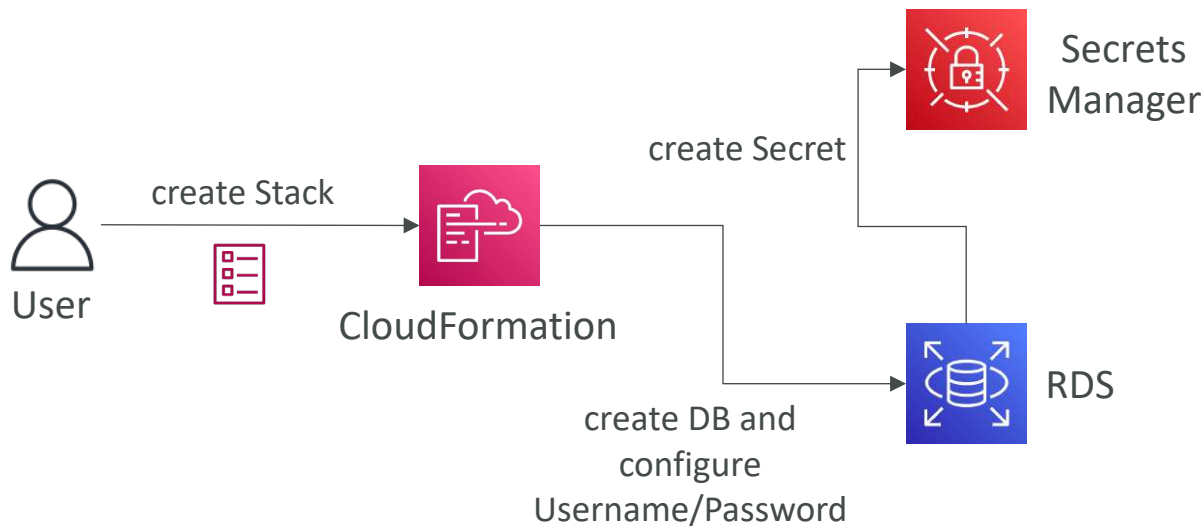 Secrets
Manager
create Secret
create Stack
User
CloudFormation
RDS
create DB and
configure
Username/Password